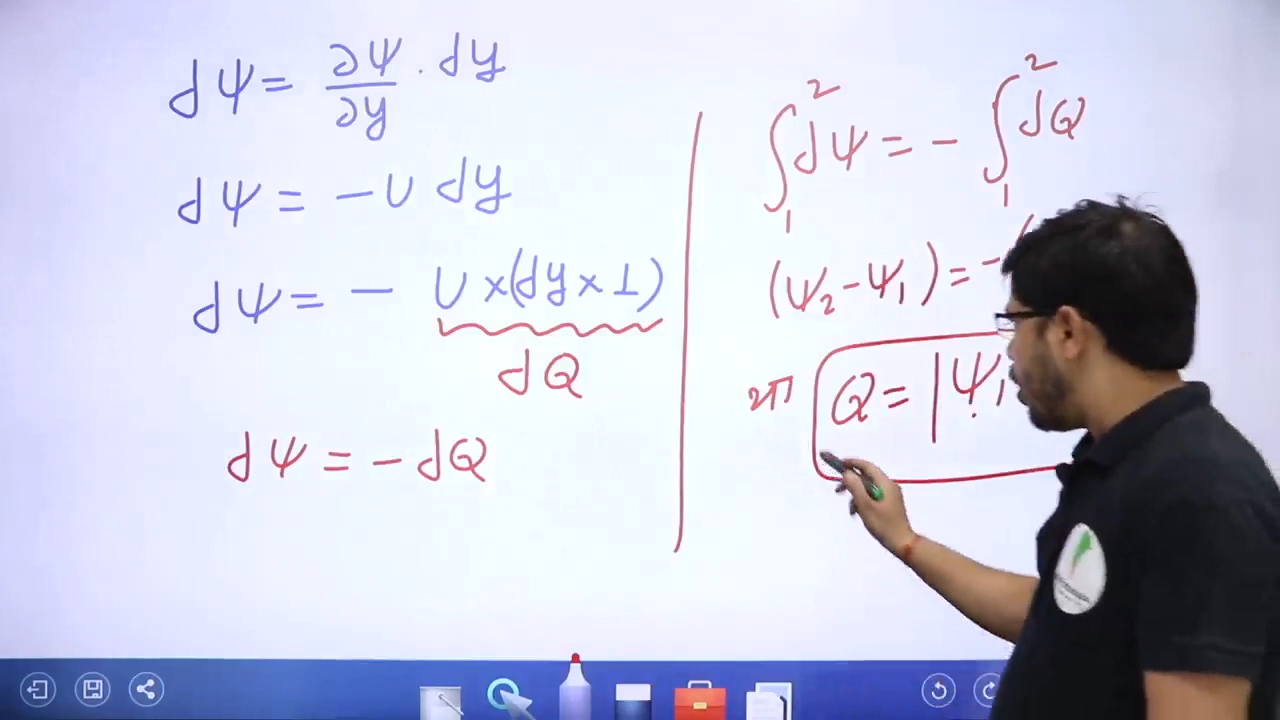 dψ = ∂ψ/∂y . dy
dψ = -U dy
dψ = - U×(dy×1)
dQ
dψ = -dQ
∫₁² dψ = - ∫₁² dQ
(ψ₂-ψ₁) = -(
या Q = |ψ₁